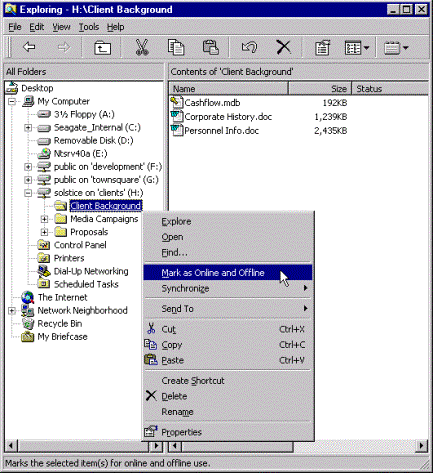 Exploring - H:\Client Background
File Edit View Tools Help
All Folders
Contents of 'Client Background'
Name Size Status
Desktop
My Computer
3½ Floppy (A:)
Seagate_Internal (C:)
Removable Disk (D:)
Ntsrv40a (E:)
public on 'development' (F:)
public on 'townsquare' (G:)
solstice on 'clients' (H:)
Client Background
Media Campaigns
Proposals
Control Panel
Printers
Dial-Up Networking
Scheduled Tasks
The Internet
Network Neighborhood
Recycle Bin
My Briefcase
Cashflow.mdb 192KB
Corporate History.doc 1,239KB
Personnel Info.doc 2,435KB
Explore
Open
Find...
Mark as Online and Offline
Synchronize
Send To
Cut Ctrl+X
Copy Ctrl+C
Paste Ctrl+V
Create Shortcut
Delete
Rename
Properties
Marks the selected item(s) for online and offline use.